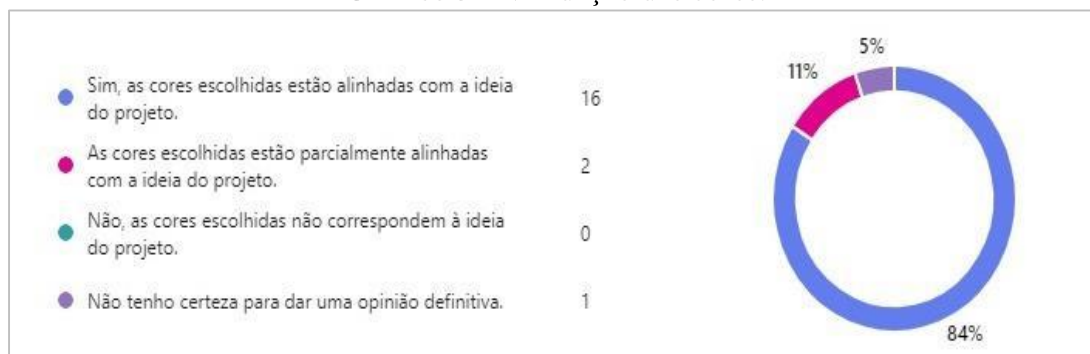 Sim, as cores escolhidas estão alinhadas com a ideia
do projeto.
16
As cores escolhidas estão parcialmente alinhadas
com a ideia do projeto.
2
Não, as cores escolhidas não correspondem à ideia
do projeto.
0
Não tenho certeza para dar uma opinião definitiva.
1
5%
11%
84%